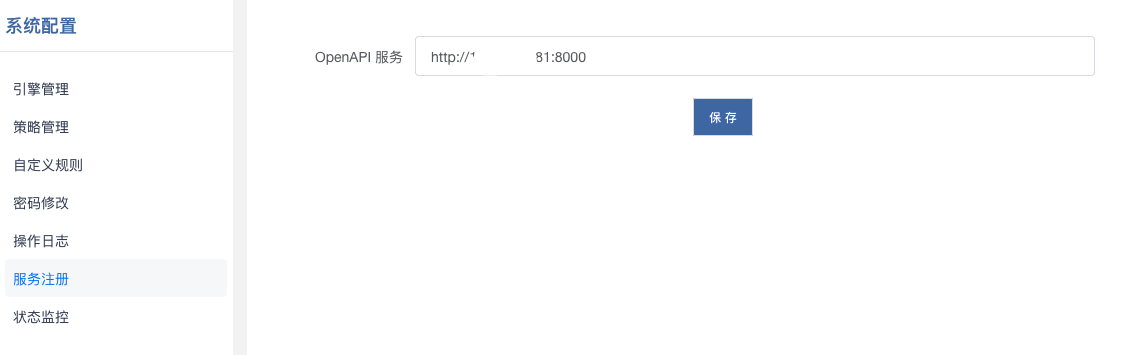 系统配置
引擎管理
策略管理
自定义规则
密码修改
操作日志
服务注册
状态监控
OpenAPI 服务
http:// 81:8000
保 存